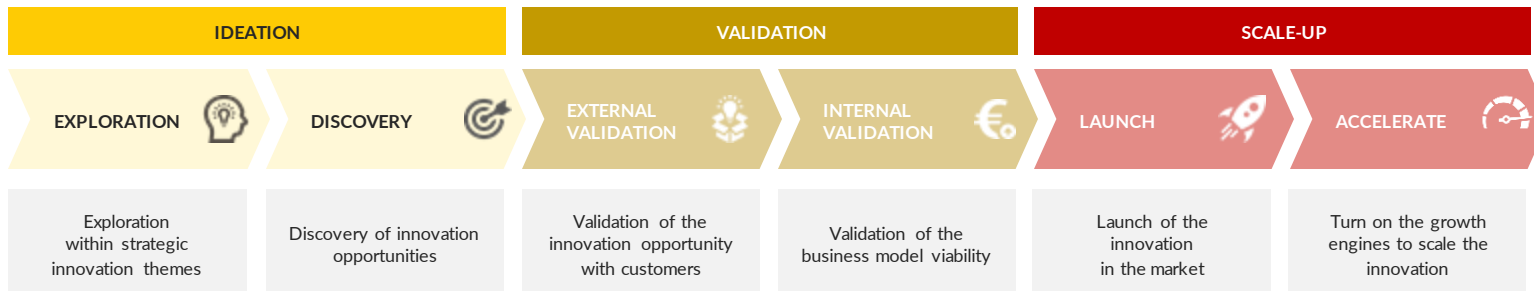 IDEATION
VALIDATION
SCALE-UP
EXPLORATION
DISCOVERY
EXTERNAL
VALIDATION
INTERNAL
VALIDATION
LAUNCH
ACCELERATE
Exploration
within strategic
innovation themes
Discovery of innovation
opportunities
Validation of the
innovation opportunity
with customers
Validation of the
business model viability
Launch of the
innovation
in the market
Turn on the growth
engines to scale the
innovation